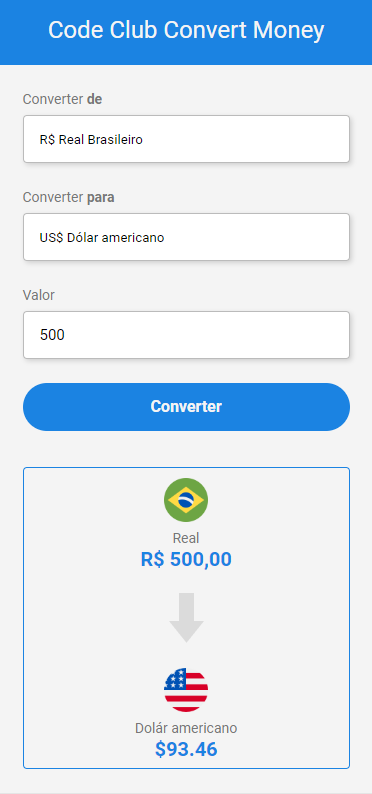 Code Club Convert Money
Converter de
R$ Real Brasileiro
Converter para
US$ Dólar americano
Valor
500
Converter
Real
R$ 500,00
Dolár americano
$93.46